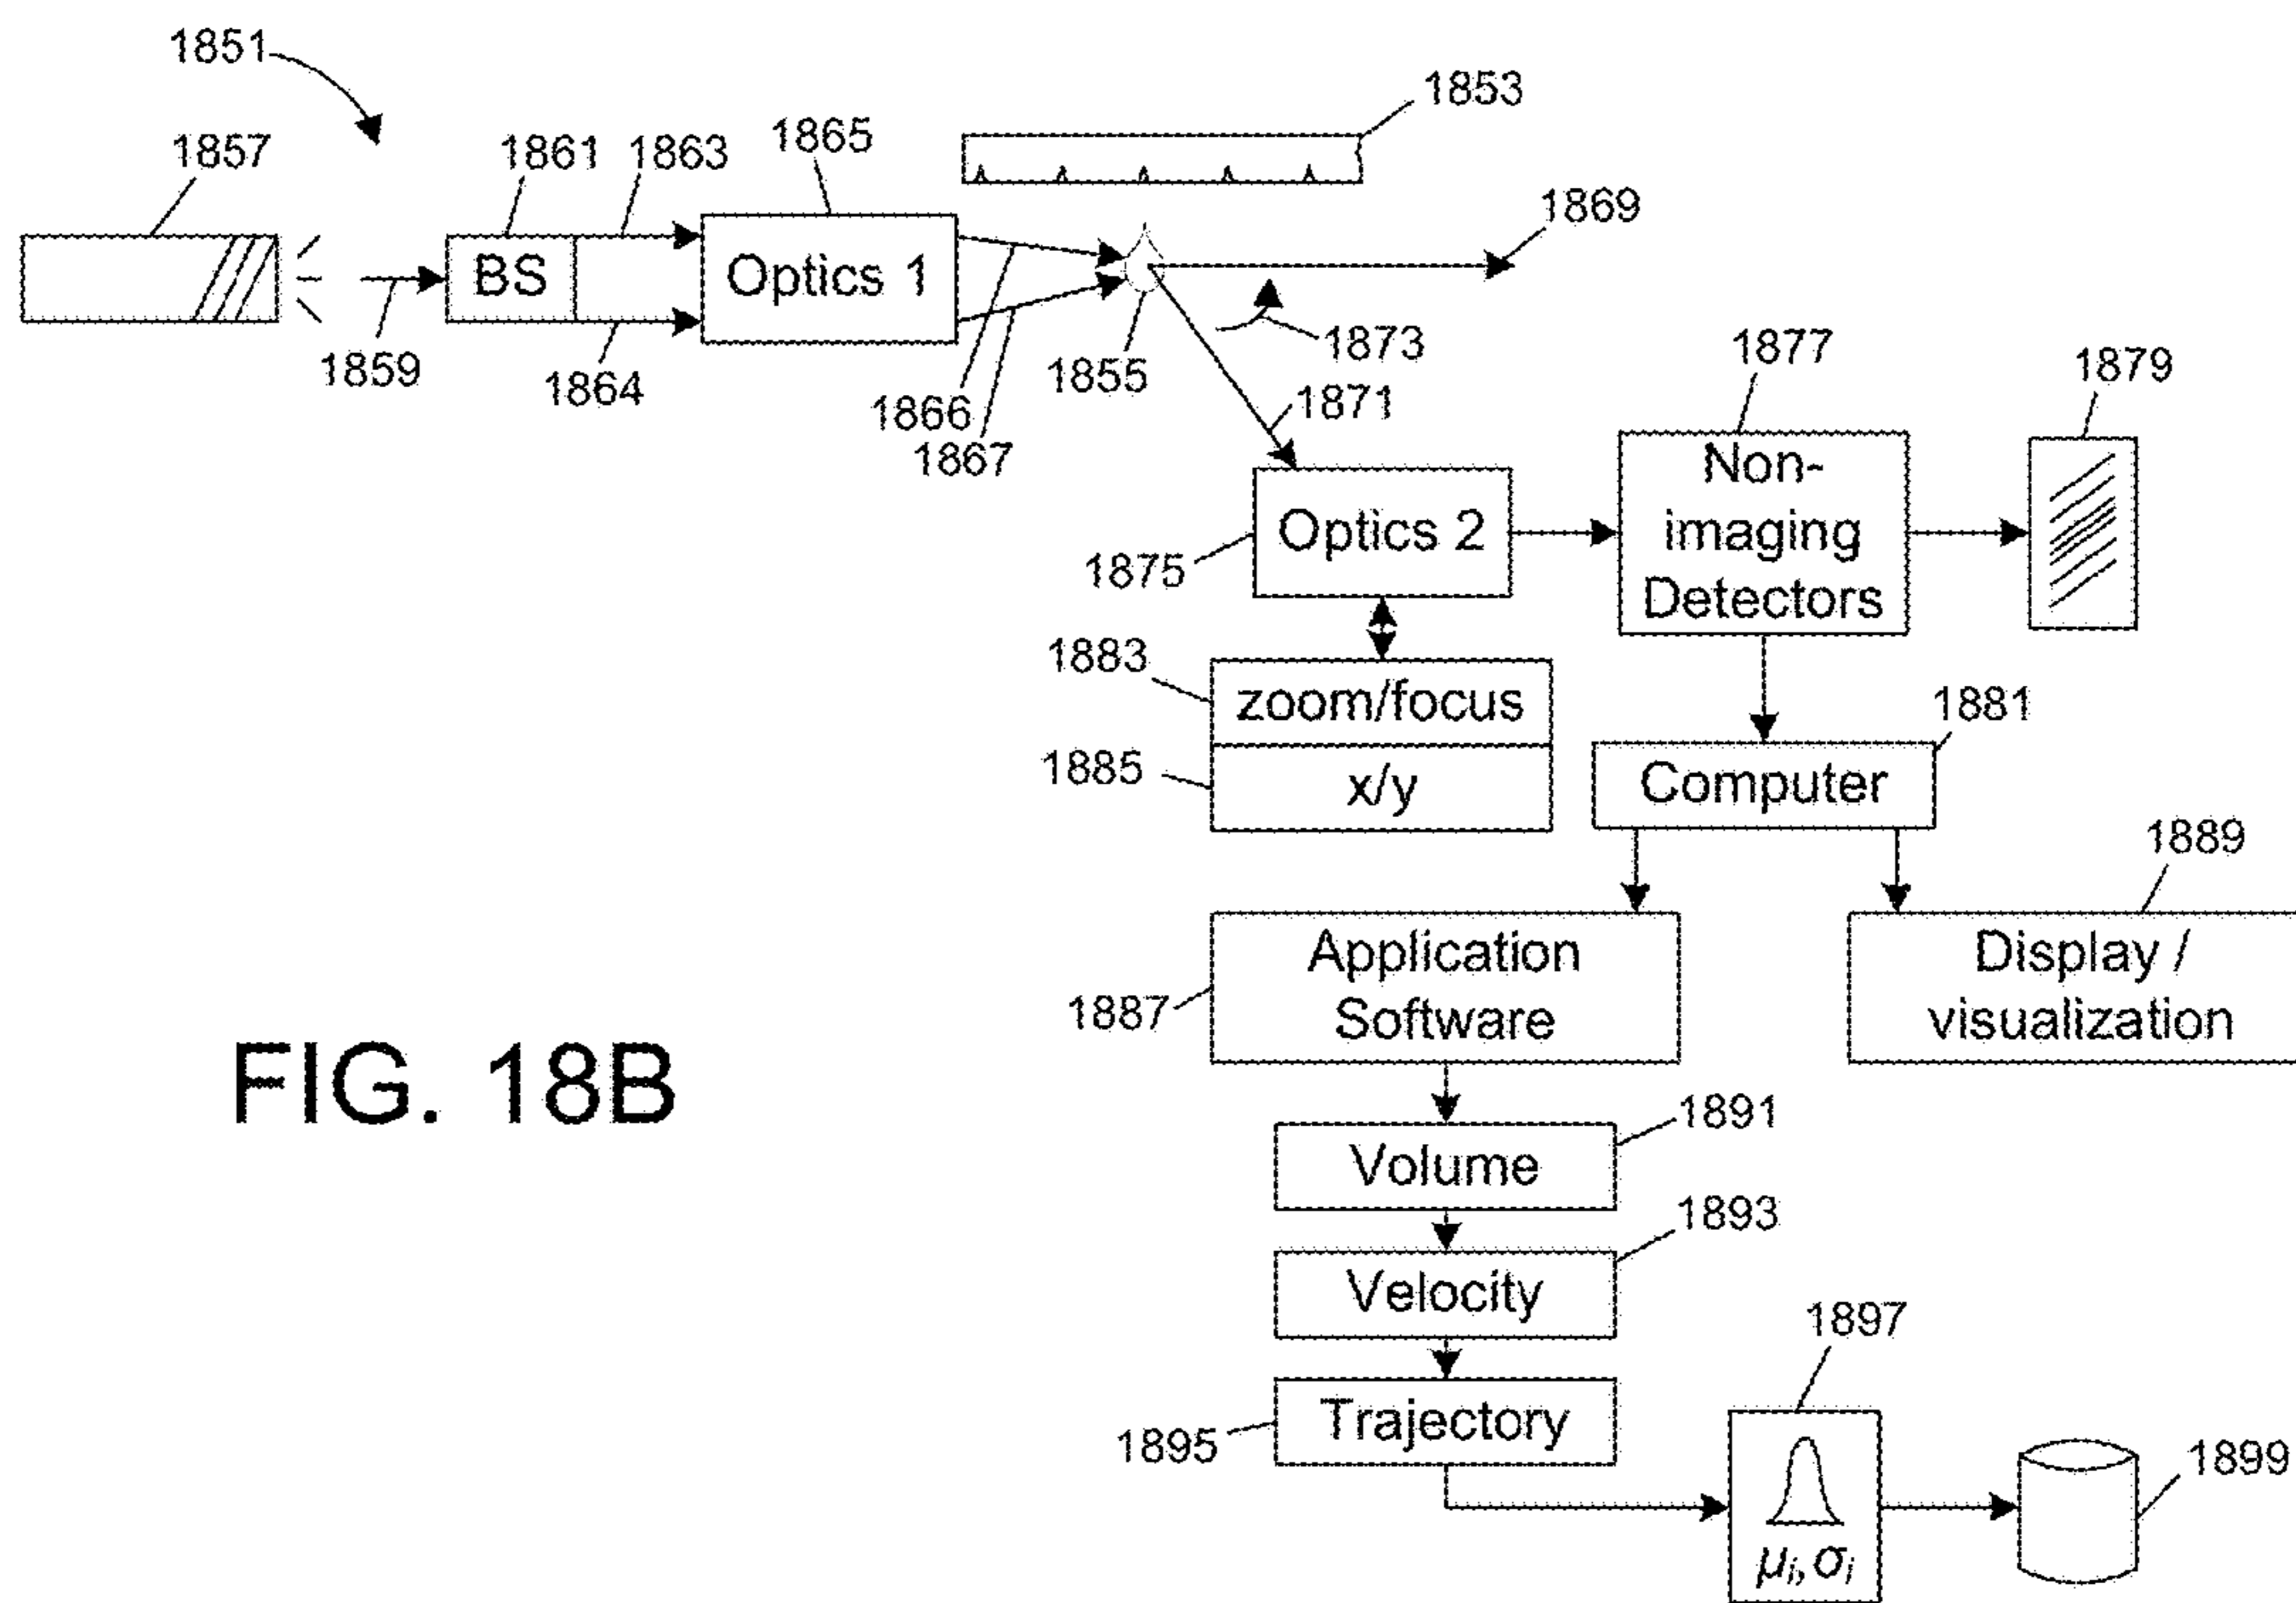 1851
1853
1857
1861
1863
1865
1869
BS
Optics 1
1859
1864
1866
1867
1855
1873
1871
1877
1879
Non-
imaging
Detectors
Optics 2
1875
1883
zoom/focus
1881
1885
x/y
Computer
1889
Application
Software
1887
Display /
visualization
FIG. 18B
1891
Volume
1893
Velocity
1897
Trajectory
1895
1899
μi, σi